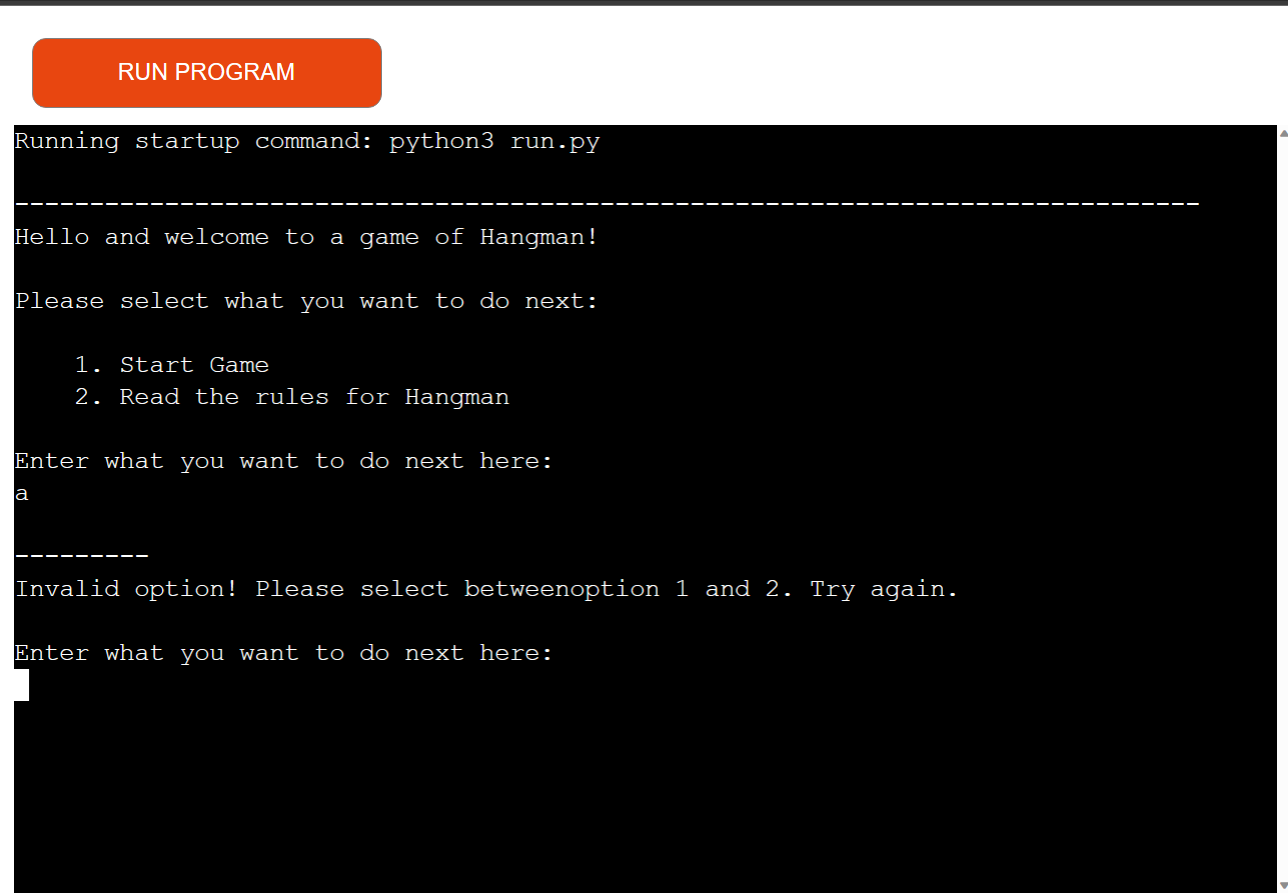 RUN PROGRAM
Running startup command: python3 run.py
-------------------------------------------------------------------------------
Hello and welcome to a game of Hangman!
Please select what you want to do next:
1. Start Game
2. Read the rules for Hangman
Enter what you want to do next here:
a
---------
Invalid option! Please select betweenoption 1 and 2. Try again.
Enter what you want to do next here: